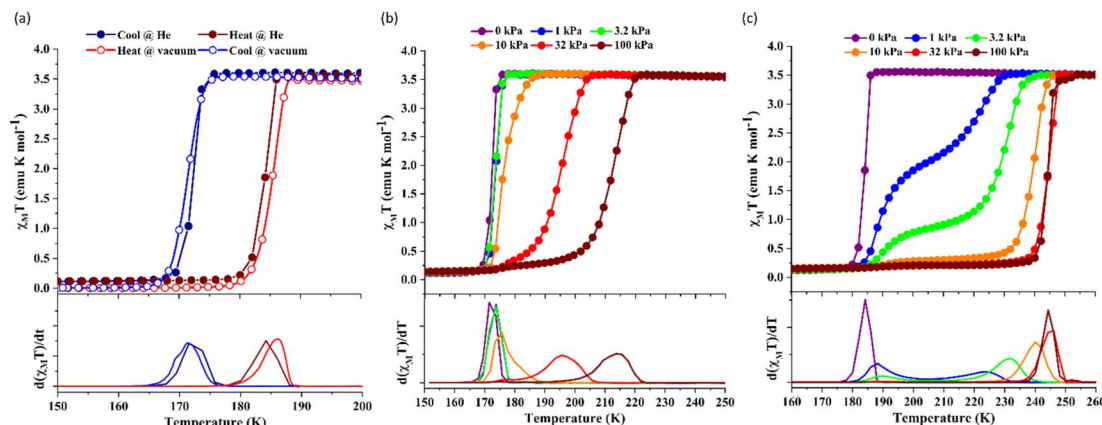 (a)
Cool @ He Heat @ He
Heat @ vacuum Cool @ vacuum
χMT (emu K mol⁻¹)
4.0
3.5
3.0
2.5
2.0
1.5
1.0
0.5
0.0
d(χMT)/dt
150 160 170 180 190 200
Temperature (K)
(b)
0 kPa 1 kPa 3.2 kPa
10 kPa 32 kPa 100 kPa
χMT (emu K mol⁻¹)
4.0
3.5
3.0
2.5
2.0
1.5
1.0
0.5
0.0
d(χMT)/dT
150 160 170 180 190 200 210 220 230 240 250
Temperature (K)
(c)
0 kPa 1 kPa 3.2 kPa
10 kPa 32 kPa 100 kPa
χMT (emu K mol⁻¹)
4.0
3.5
3.0
2.5
2.0
1.5
1.0
0.5
0.0
d(χMT)/dT
160 170 180 190 200 210 220 230 240 250 260
Temperature (K)